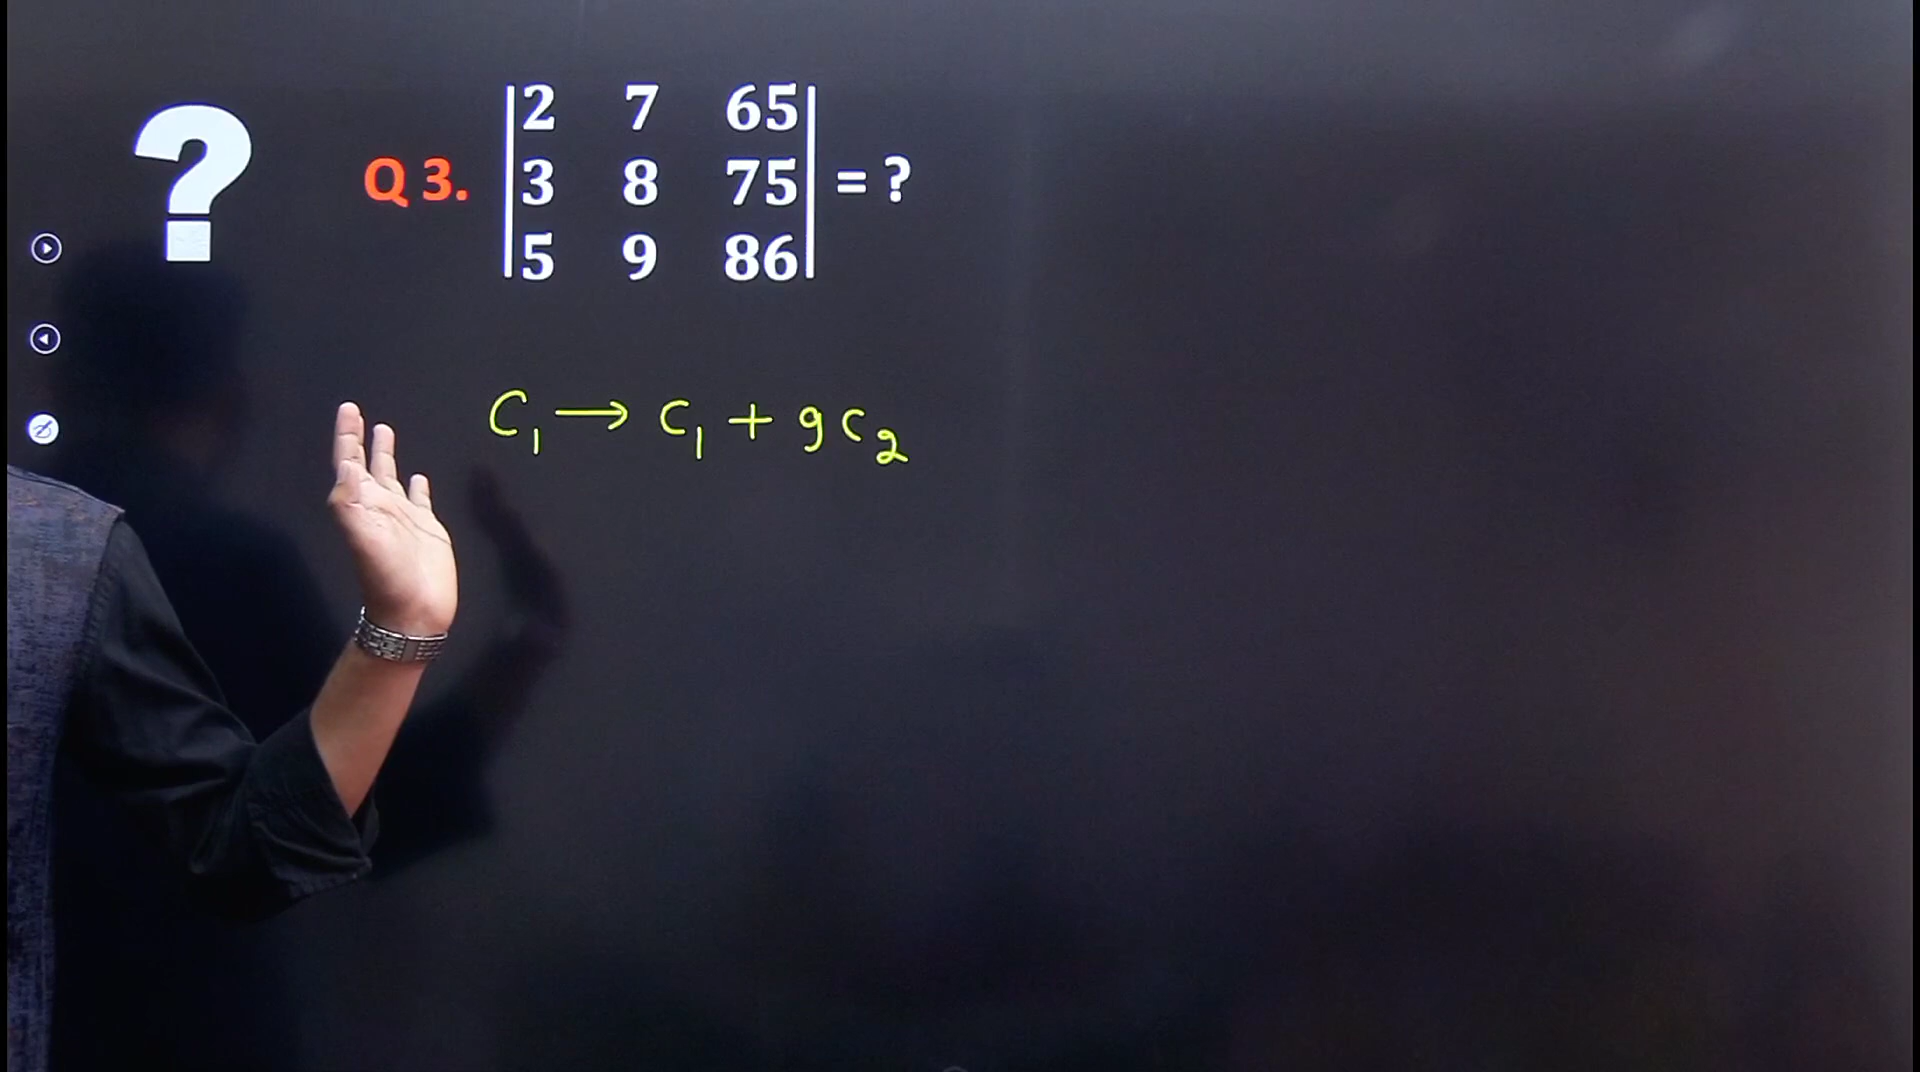 ?
Q 3. |2 7 65|
|3 8 75| = ?
|5 9 86|
C₁ → C₁ + 9C₂